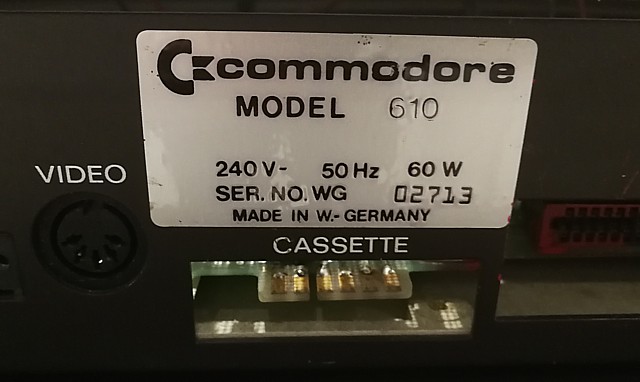 commodore
MODEL 610
240 V- 50 Hz 60 W
SER. NO. WG 02713
MADE IN W.- GERMANY
VIDEO
CASSETTE